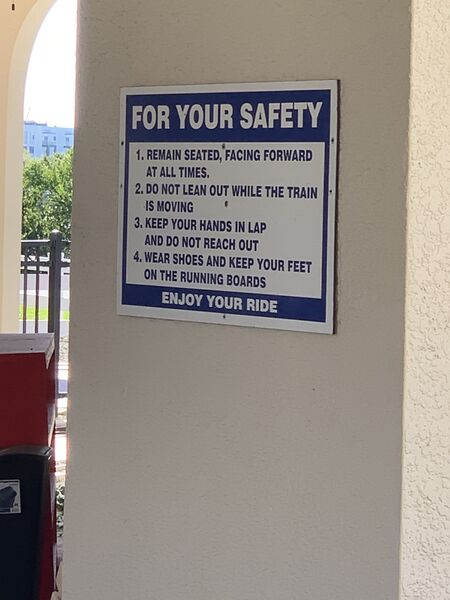 FOR YOUR SAFETY
1. REMAIN SEATED, FACING FORWARD
AT ALL TIMES.
2. DO NOT LEAN OUT WHILE THE TRAIN
IS MOVING
3. KEEP YOUR HANDS IN LAP
AND DO NOT REACH OUT
4. WEAR SHOES AND KEEP YOUR FEET
ON THE RUNNING BOARDS
ENJOY YOUR RIDE